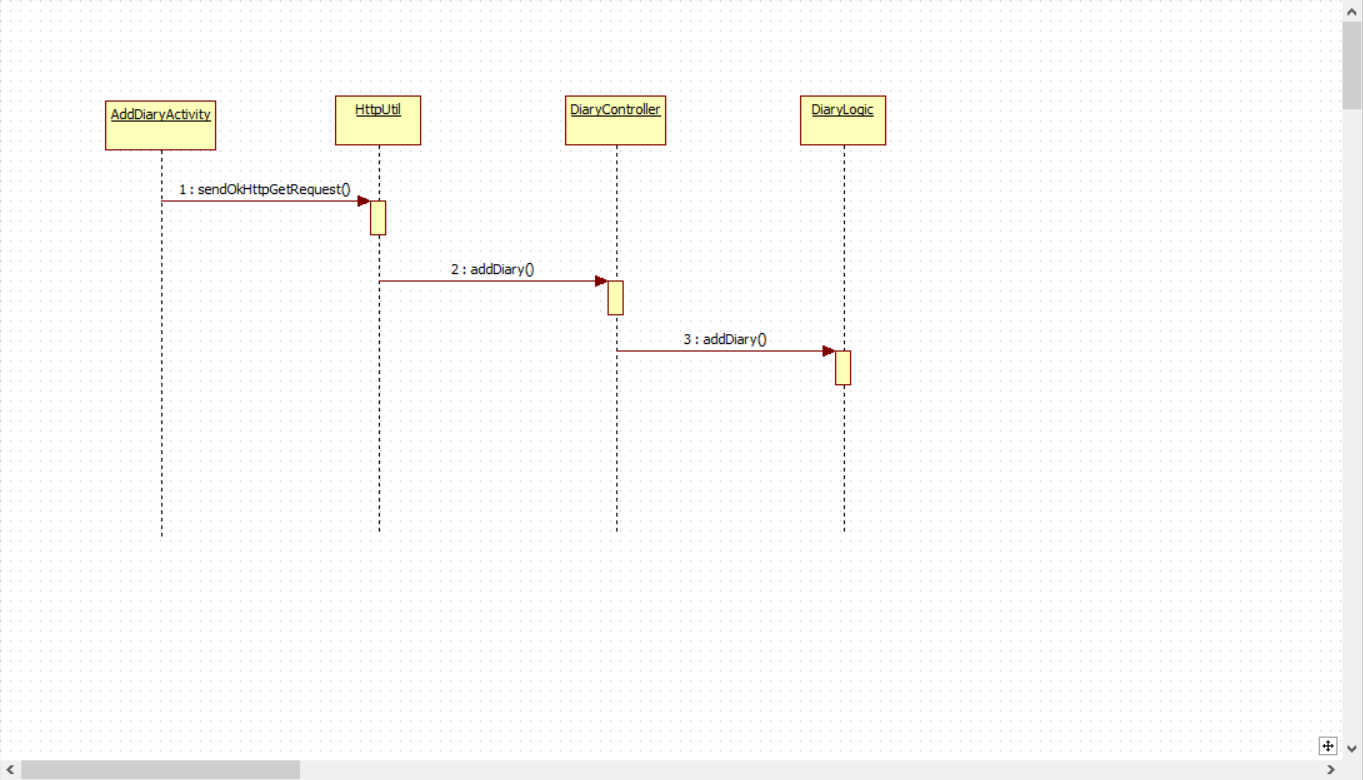 AddDiaryActivity
HttpUtil
DiaryController
DiaryLogic
1 : sendOkHttpGetRequest()
2 : addDiary()
3 : addDiary()